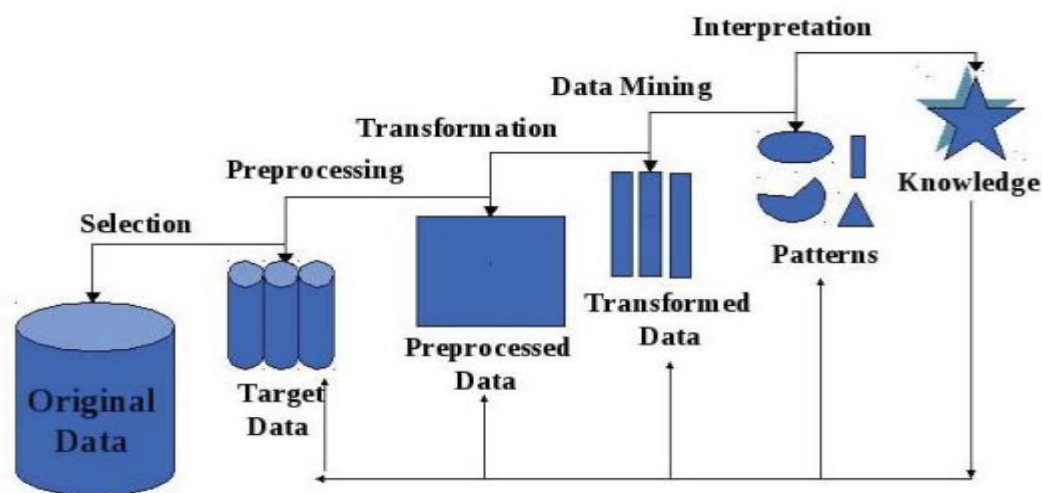 Interpretation
Data Mining
Transformation
Preprocessing
Selection
Knowledge
Patterns
Transformed
Data
Preprocessed
Data
Target
Data
Original
Data